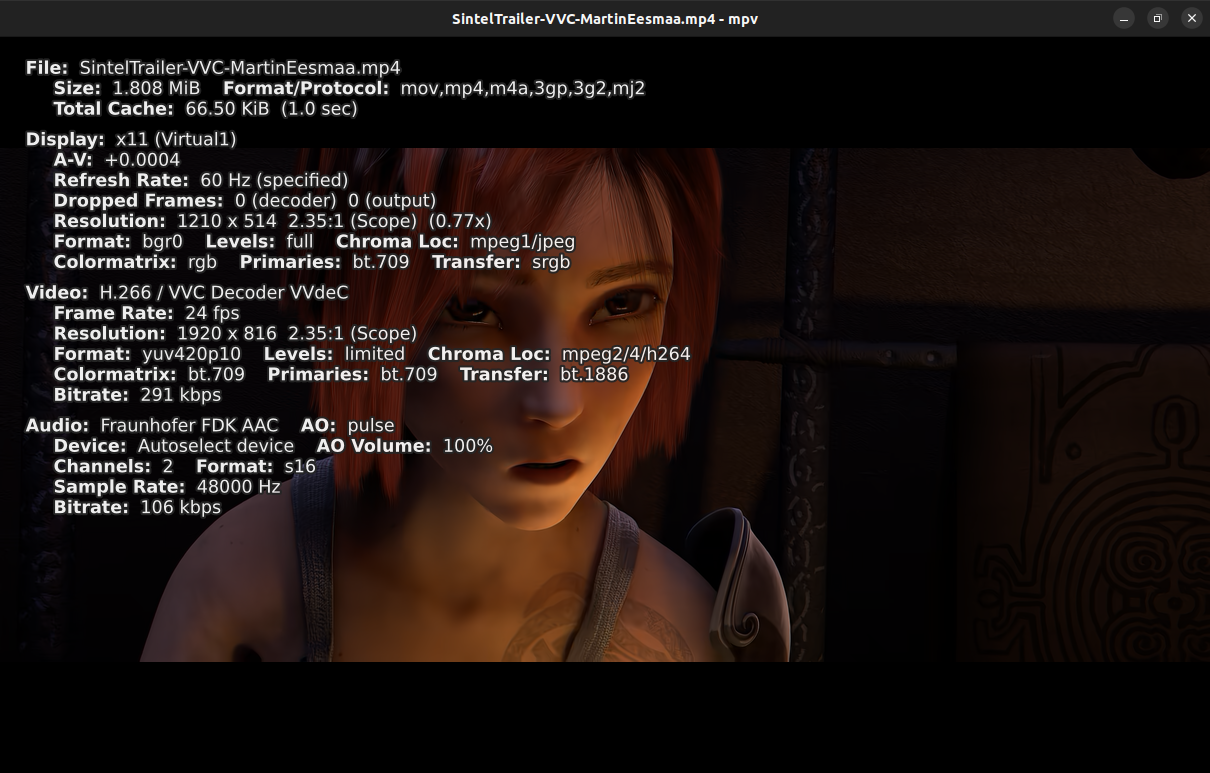 SintelTrailer-VVC-MartinEesmaa.mp4 - mpv
File: SintelTrailer-VVC-MartinEesmaa.mp4
Size: 1.808 MiB Format/Protocol: mov,mp4,m4a,3gp,3g2,mj2
Total Cache: 66.50 KiB (1.0 sec)
Display: x11 (Virtual1)
A-V: +0.0004
Refresh Rate: 60 Hz (specified)
Dropped Frames: 0 (decoder) 0 (output)
Resolution: 1210 x 514 2.35:1 (Scope) (0.77x)
Format: bgr0 Levels: full Chroma Loc: mpeg1/jpeg
Colormatrix: rgb Primaries: bt.709 Transfer: srgb
Video: H.266 / VVC Decoder VVdeC
Frame Rate: 24 fps
Resolution: 1920 x 816 2.35:1 (Scope)
Format: yuv420p10 Levels: limited Chroma Loc: mpeg2/4/h264
Colormatrix: bt.709 Primaries: bt.709 Transfer: bt.1886
Bitrate: 291 kbps
Audio: Fraunhofer FDK AAC AO: pulse
Device: Autoselect device AO Volume: 100%
Channels: 2 Format: s16
Sample Rate: 48000 Hz
Bitrate: 106 kbps